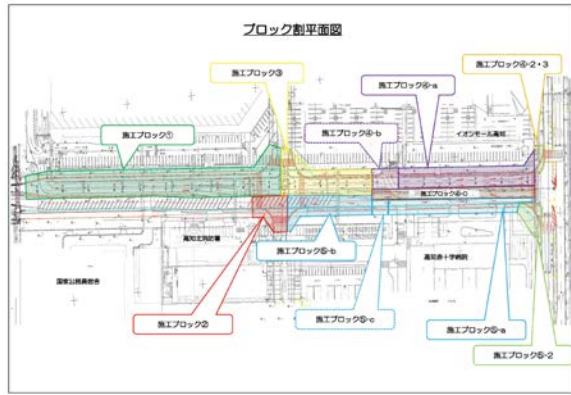 ブロック割平面図
施工ブロック④-2・3
施工ブロック③
施工ブロック④-a
施工ブロック④-b
イオンモール高知
施工ブロック①
施工ブロック④-c
高知北消防署
施工ブロック⑤-b
高知赤十字病院
国家公務員宿舎
施工ブロック②
施工ブロック⑤-c
施工ブロック⑤-a
施工ブロック⑤-2